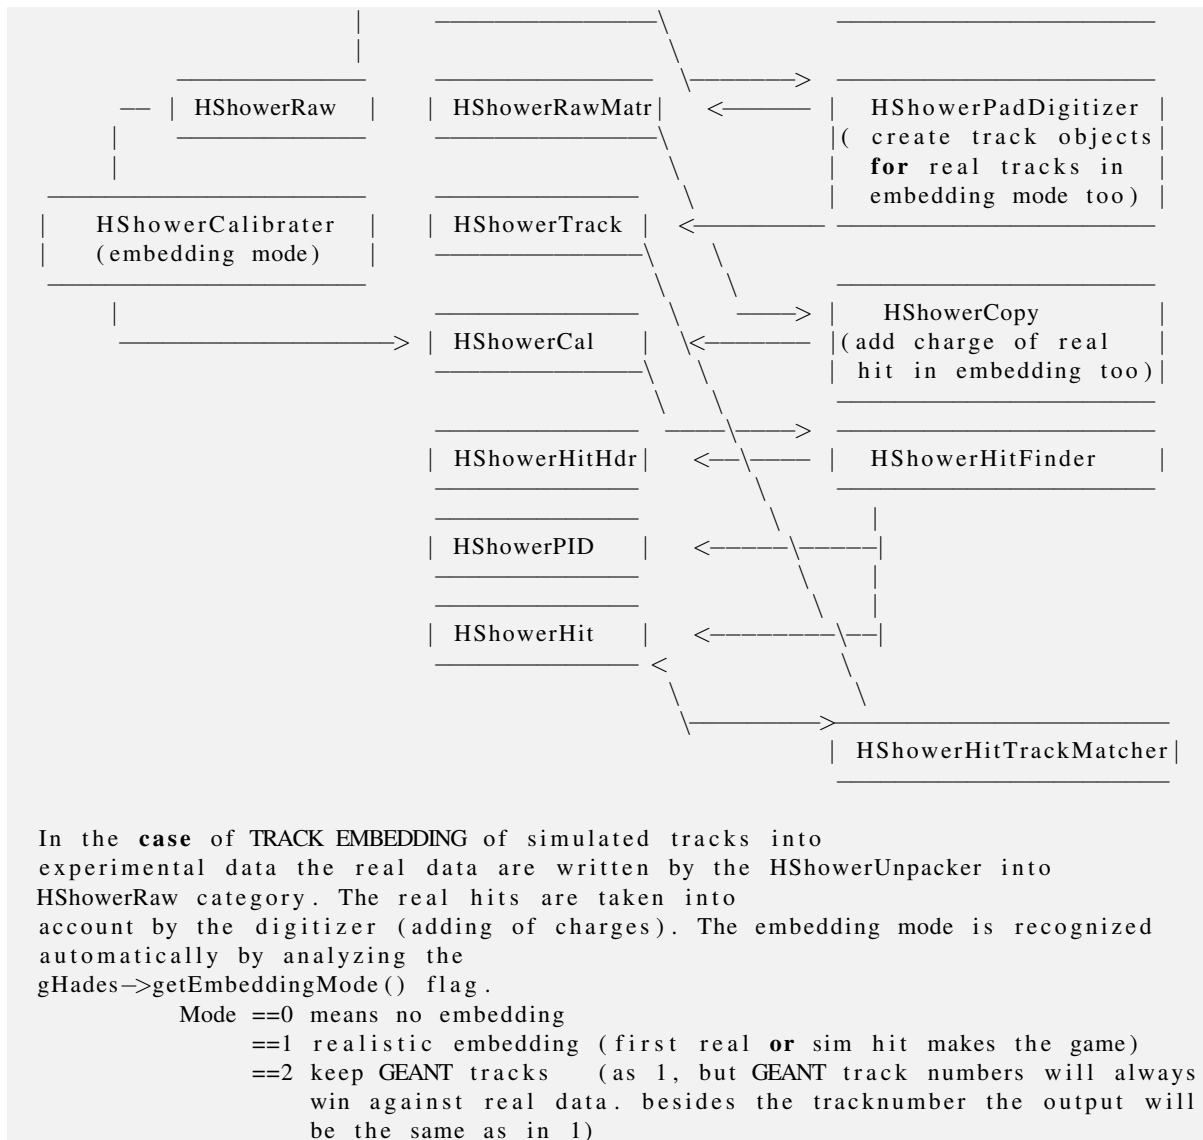 HShowerRaw HShowerRawMatr HShowerPadDigitizer
( create track objects
for real tracks in
embedding mode too)
HShowerCalibrater HShowerTrack
(embedding mode)
HShowerCopy
HShowerCal (add charge of real
hit in embedding too)
HShowerHitHdr HShowerHitFinder
HShowerPID
HShowerHit
HShowerHitTrackMatcher
In the case of TRACK EMBEDDING of simulated tracks into
experimental data the real data are written by the HShowerUnpacker into
HShowerRaw category. The real hits are taken into
account by the digitizer (adding of charges). The embedding mode is recognized
automatically by analyzing the
gHades->getEmbeddingMode() flag.
Mode ==0 means no embedding
==1 realistic embedding (first real or sim hit makes the game)
==2 keep GEANT tracks (as 1, but GEANT track numbers will always
win against real data. besides the tracknumber the output will
be the same as in 1)